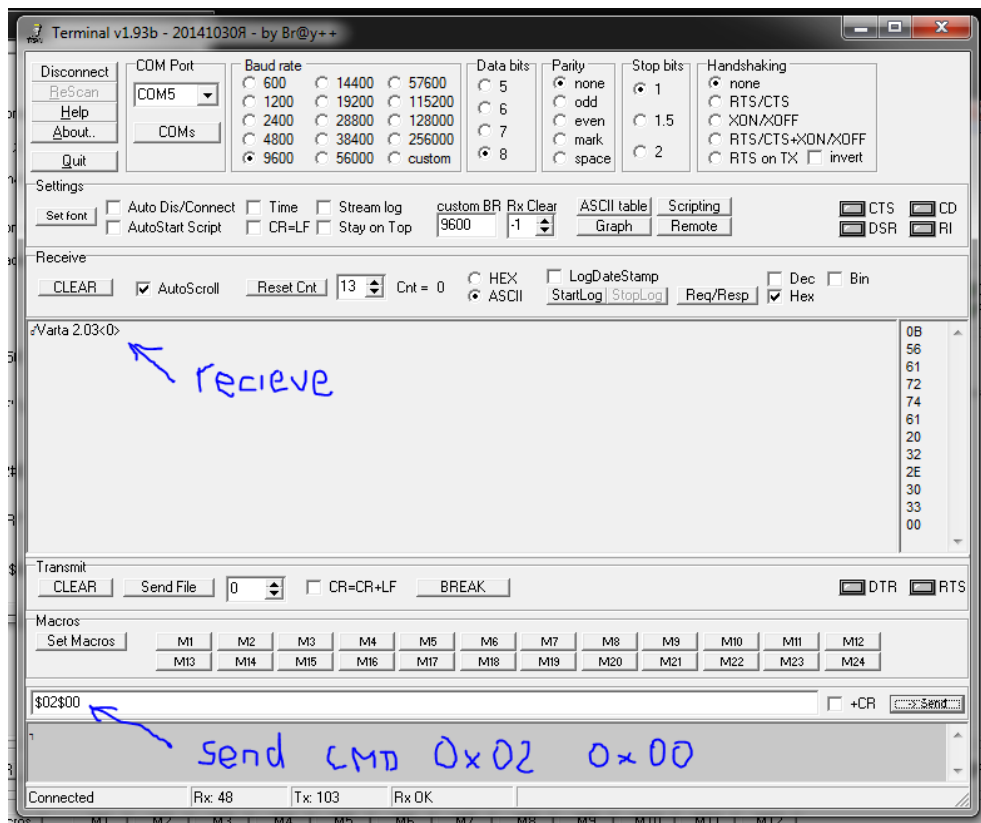 Terminal v1.93b - 20141030Я - by Br@y++
Disconnect
ReScan
Help
About..
Quit
COM Port
COM5
COMs
Baud rate
600 14400 57600
1200 19200 115200
2400 28800 128000
4800 38400 256000
9600 56000 custom
Data bits
5
6
7
8
Parity
none
odd
even
mark
space
Stop bits
1
1.5
2
Handshaking
none
RTS/CTS
XON/XOFF
RTS/CTS+XON/XOFF
RTS on TX invert
Settings
Set font
Auto Dis/Connect Time Stream log
AutoStart Script CR=LF Stay on Top
custom BR Rx Clear
9600 -1
ASCII table Scripting
Graph Remote
CTS CD
DSR RI
Receive
CLEAR AutoScroll Reset Cnt 13 Cnt = 0
HEX
ASCII
LogDateStamp
StartLog StopLog Req/Resp
Dec Bin
Hex
Varta 2.03<0>
recieve
0B
56
61
72
74
61
20
32
2E
30
33
00
Transmit
CLEAR Send File 0 CR=CR+LF BREAK DTR RTS
Macros
Set Macros M1 M2 M3 M4 M5 M6 M7 M8 M9 M10 M11 M12
M13 M14 M15 M16 M17 M18 M19 M20 M21 M22 M23 M24
$02$00 +CR -> Send
send CMD 0x02 0x00
Connected Rx: 48 Tx: 103 Rx OK